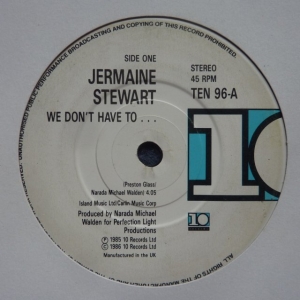 UNAUTHORISED PUBLIC PERFORMANCE BROADCASTING AND COPYING OF THIS RECORD PROHIBITED.
SIDE ONE
JERMAINE
STEWART
WE DON'T HAVE TO . . .
STEREO
45 RPM
TEN 96-A
10
(Preston Glass/
Narada Michael Walden) 4.05
Island Music Ltd/Carlin Music Corp
Produced by Narada Michael
Walden for Perfection Light
Productions
℗ 1985 10 Records Ltd
© 1986 10 Records Ltd
Manufactured in the UK
10
ALL RIGHTS OF THE